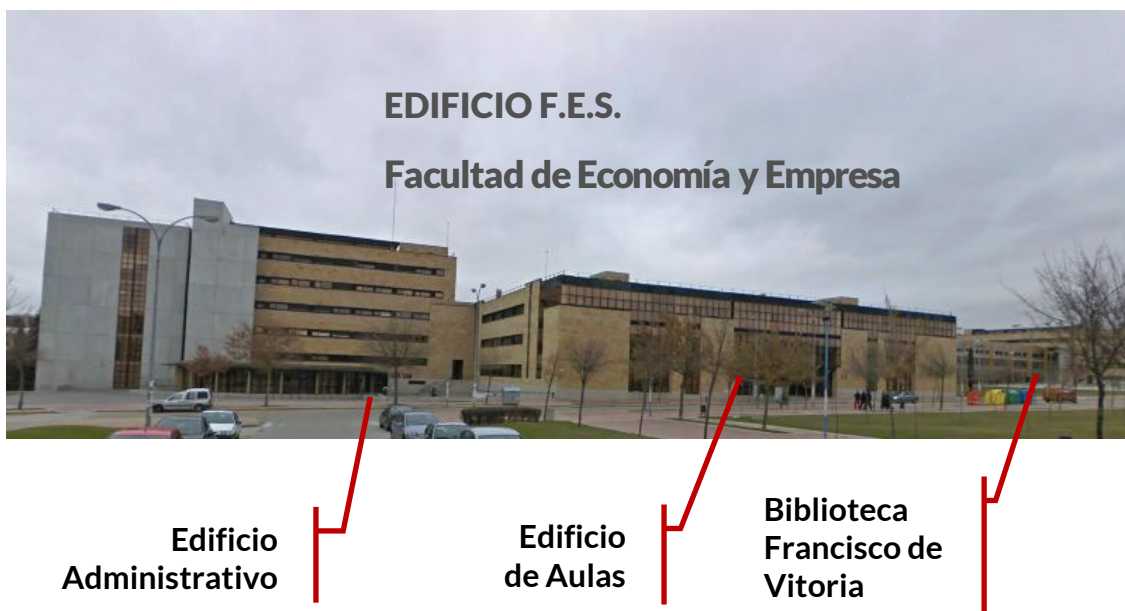 EDIFICIO F.E.S.
Facultad de Economía y Empresa
Edificio
Administrativo
Edificio
de Aulas
Biblioteca
Francisco de
Vitoria